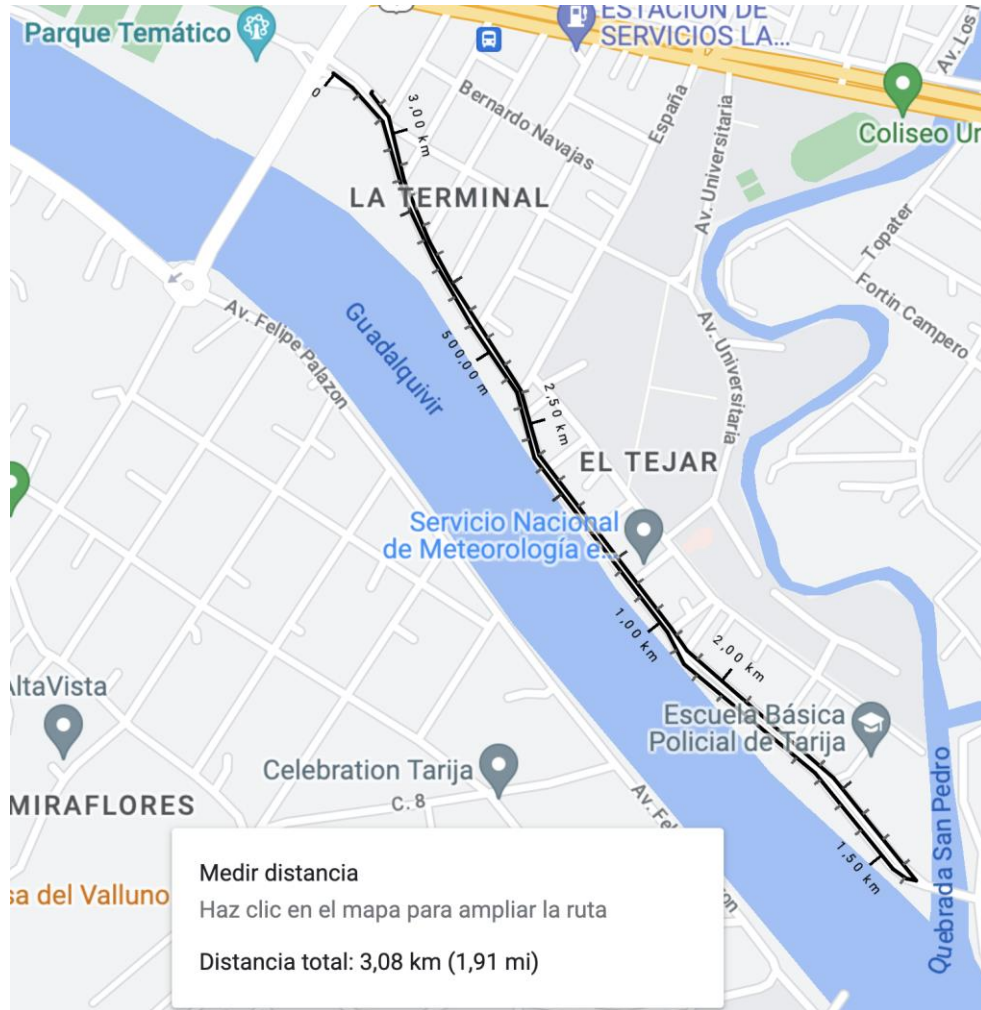 ESTACIÓN DE
SERVICIOS LA...
Parque Temático
0
3,00 km
Bernardo Navajas
España
Av. Universitaria
Av. Los
Coliseo Un
LA TERMINAL
Topater
Fortin Campero
Av. Felipe Palazon
Guadalquivir
500,00 m
2,50 km
Av. Universitaria
EL TEJAR
Servicio Nacional
de Meteorología e...
1,00 km
2,00 km
AltaVista
Escuela Básica
Policial de Tarija
Celebration Tarija
C. 8
MIRAFLORES
1,50 km
Quebrada San Pedro
sa del Valluno
Medir distancia
Haz clic en el mapa para ampliar la ruta
Distancia total: 3,08 km (1,91 mi)